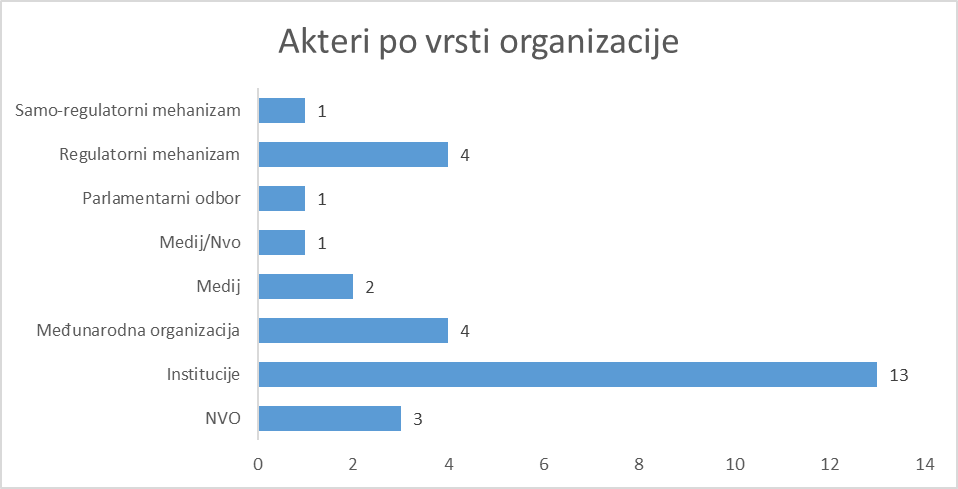 Akteri po vrsti organizacije
Samo-regulatorni mehanizam 1
Regulatorni mehanizam 4
Parlamentarni odbor 1
Medij/Nvo 1
Medij 2
Međunarodna organizacija 4
Institucije 13
NVO 3
0 2 4 6 8 10 12 14